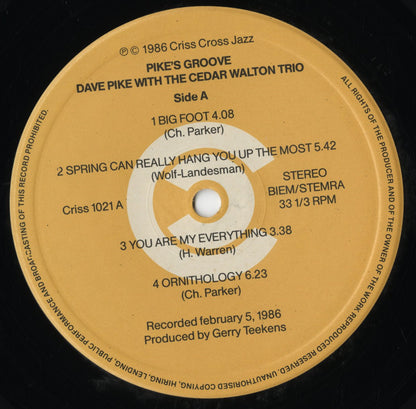 ℗ © 1986 Criss Cross Jazz
PIKE'S GROOVE
DAVE PIKE WITH THE CEDAR WALTON TRIO
Side A
1 BIG FOOT 4.08
(Ch. Parker)
2 SPRING CAN REALLY HANG YOU UP THE MOST 5.42
(Wolf-Landesman)
Criss 1021 A
STEREO
BIEM/STEMRA
33 1/3 RPM
3 YOU ARE MY EVERYTHING 3.38
(H. Warren)
4 ORNITHOLOGY 6.23
(Ch. Parker)
Recorded february 5, 1986
Produced by Gerry Teekens
ALL RIGHTS OF THE PRODUCER AND OF THE OWNER OF THE WORK REPRODUCED RESERVED. UNAUTHORISED COPYING, HIRING, LENDING, PUBLIC PERFORMANCE AND BROADCASTING OF THIS RECORD PROHIBITED.